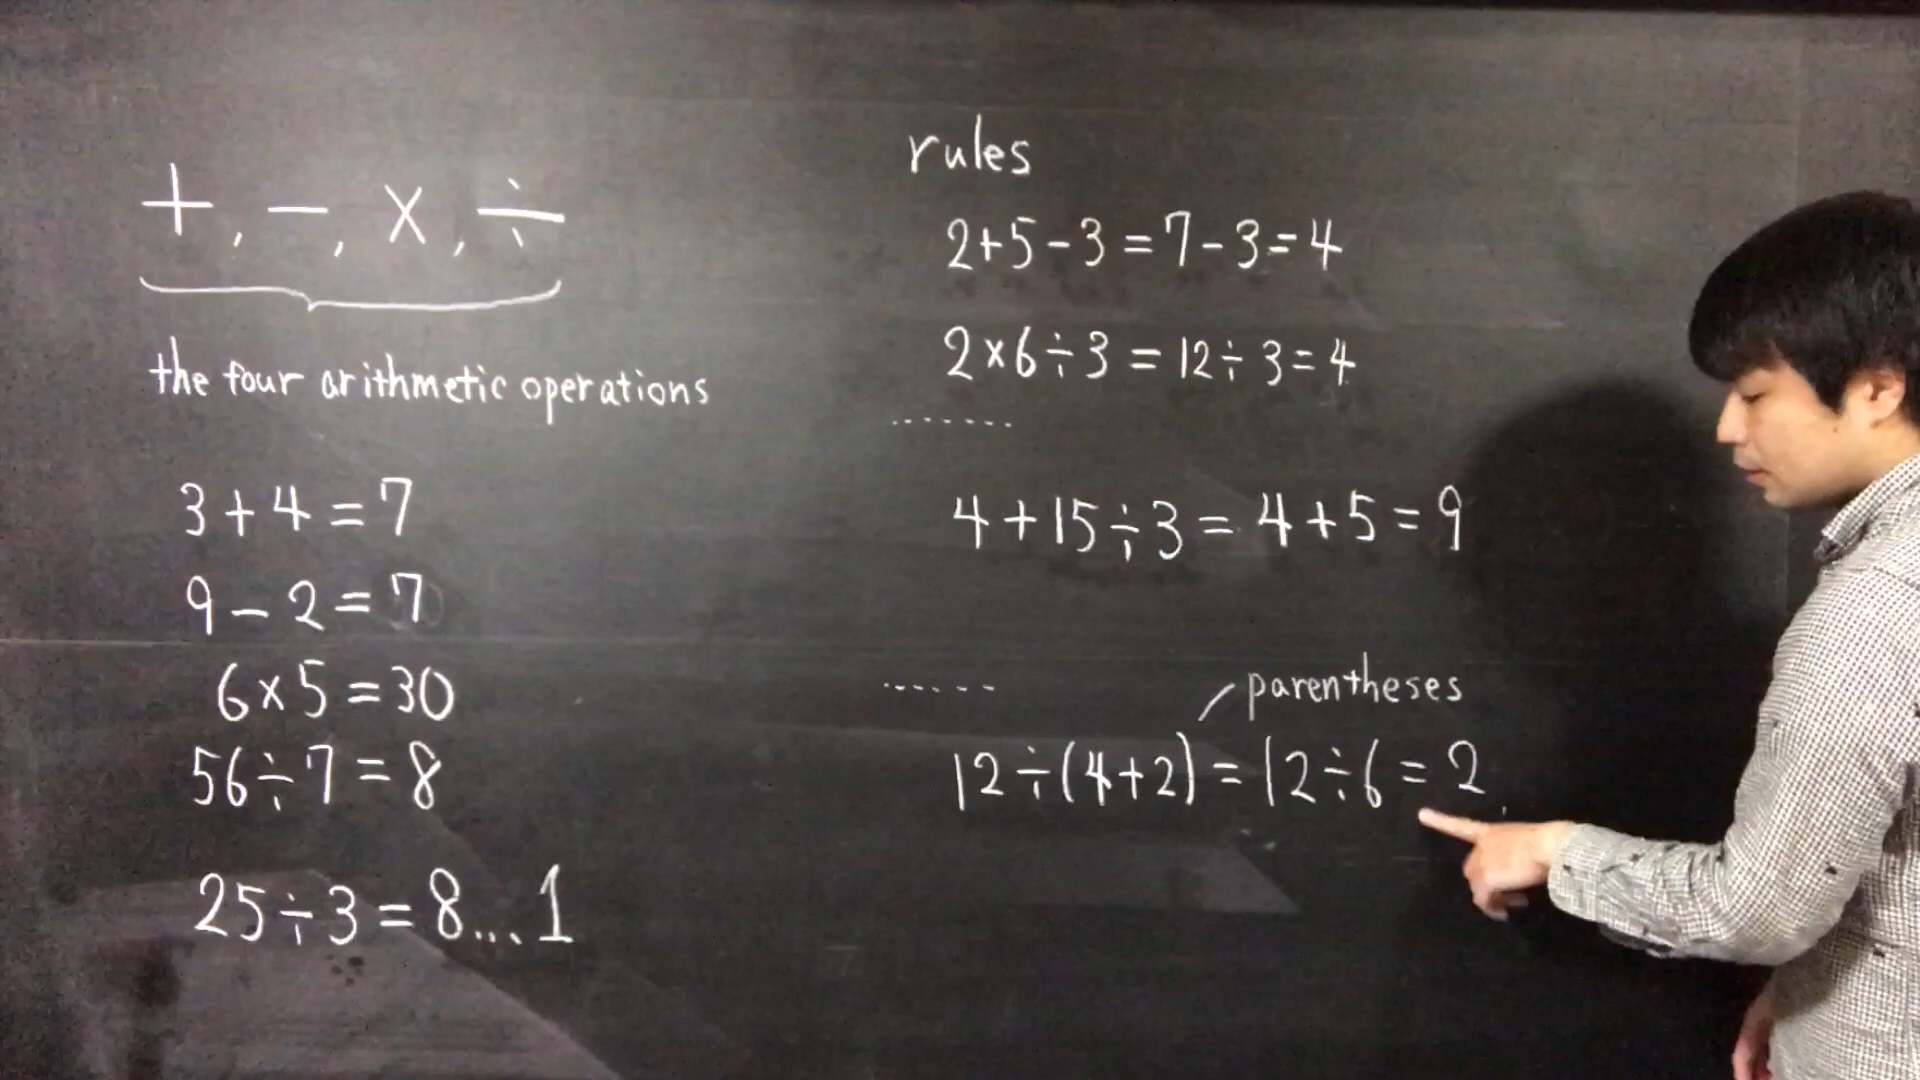 +, −, ×, ÷
the four arithmetic operations
3+4=7
9−2=7
6×5=30
56÷7=8
25÷3=8...1
rules
2+5−3=7−3=4
2×6÷3=12÷3=4
.......
4+15÷3=4+5=9
......
parentheses
12÷(4+2)=12÷6=2